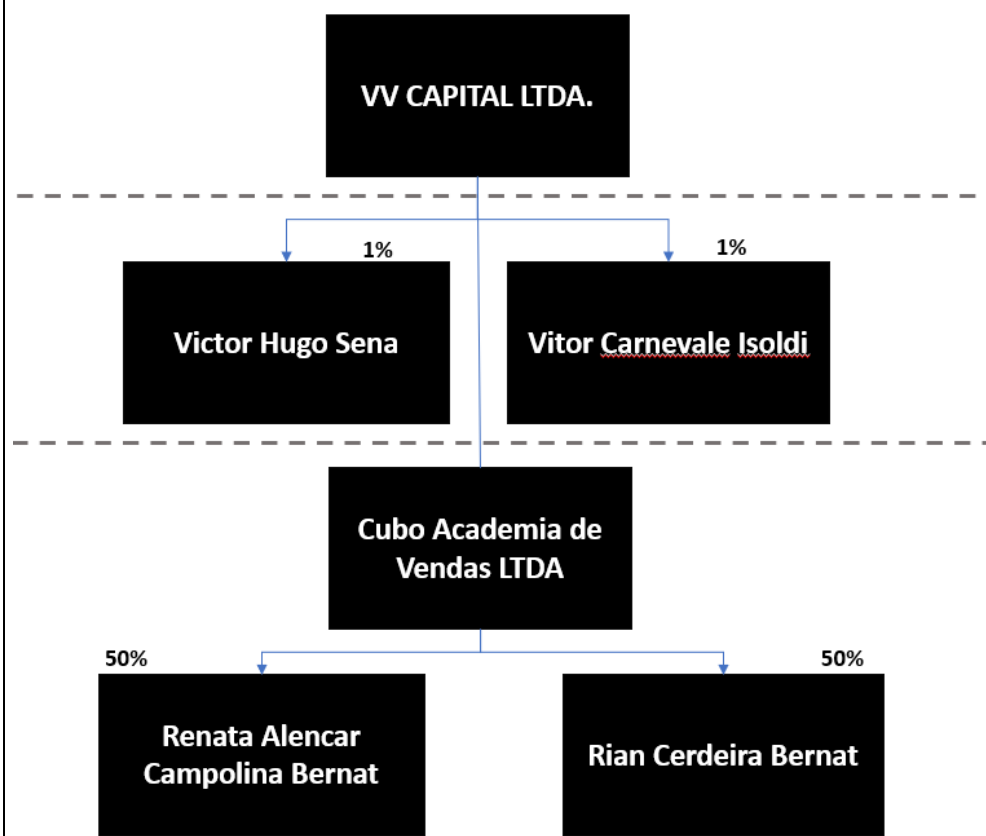 VV CAPITAL LTDA.
1%
1%
Victor Hugo Sena
Vitor Carnevale Isoldi
Cubo Academia de
Vendas LTDA
50%
50%
Renata Alencar
Campolina Bernat
Rian Cerdeira Bernat